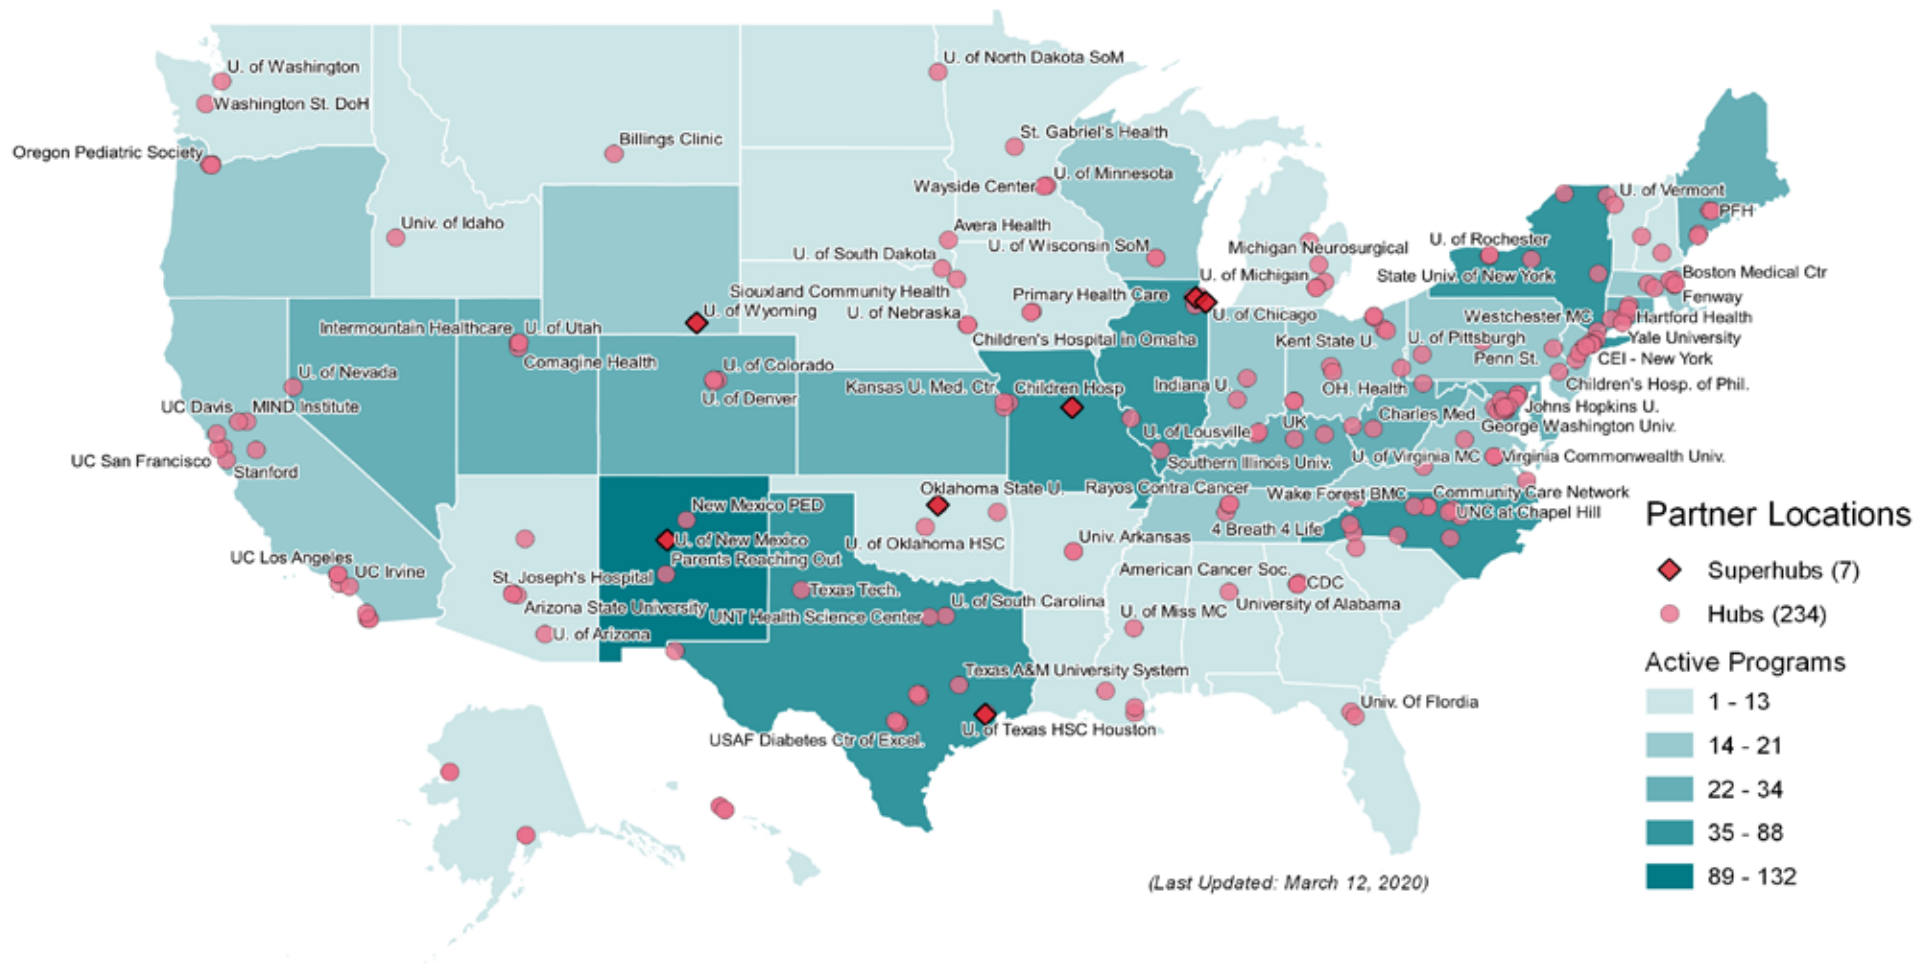 U. of Washington
Washington St. DoH
Oregon Pediatric Society
Univ. of Idaho
Billings Clinic
U. of North Dakota SoM
St. Gabriel's Health
Wayside Center
U. of Minnesota
Avera Health
U. of South Dakota
U. of Wisconsin SoM
Siouxland Community Health
U. of Wyoming
U. of Nebraska
Primary Health Care
Children's Hospital in Omaha
Michigan Neurosurgical
U. of Michigan
U. of Chicago
U. of Rochester
State Univ. of New York
U. of Vermont
PFH
Boston Medical Ctr
Fenway
Westchester MC
Hartford Health
Yale University
CEI - New York
Kent State U.
U. of Pittsburgh
Penn St.
Children's Hosp. of Phil.
Intermountain Healthcare
U. of Utah
Comagine Health
U. of Nevada
UC Davis
MIND Institute
UC San Francisco
Stanford
U. of Colorado
U. of Denver
Kansas U. Med. Ctr
Children Hosp
Indiana U.
OH. Health
Charles Med.
Johns Hopkins U.
George Washington Univ.
U. of Lousville
UK
Southern Illinois Univ.
U. of Virginia MC
Virginia Commonwealth Univ.
New Mexico PED
U. of New Mexico
Parents Reaching Out
Oklahoma State U.
U. of Oklahoma HSC
Rayos Contra Cancer
Wake Forest BMC
Community Care Network
UNC at Chapel Hill
4 Breath 4 Life
Univ. Arkansas
UC Los Angeles
UC Irvine
St. Joseph's Hospital
Arizona State University
U. of Arizona
Texas Tech.
UNT Health Science Center
U. of South Carolina
American Cancer Soc.
CDC
U. of Miss MC
University of Alabama
Texas A&M University System
U. of Texas HSC Houston
USAF Diabetes Ctr of Excel.
Univ. Of Flordia
Partner Locations
Superhubs (7)
Hubs (234)
Active Programs
1 - 13
14 - 21
22 - 34
35 - 88
89 - 132
(Last Updated: March 12, 2020)